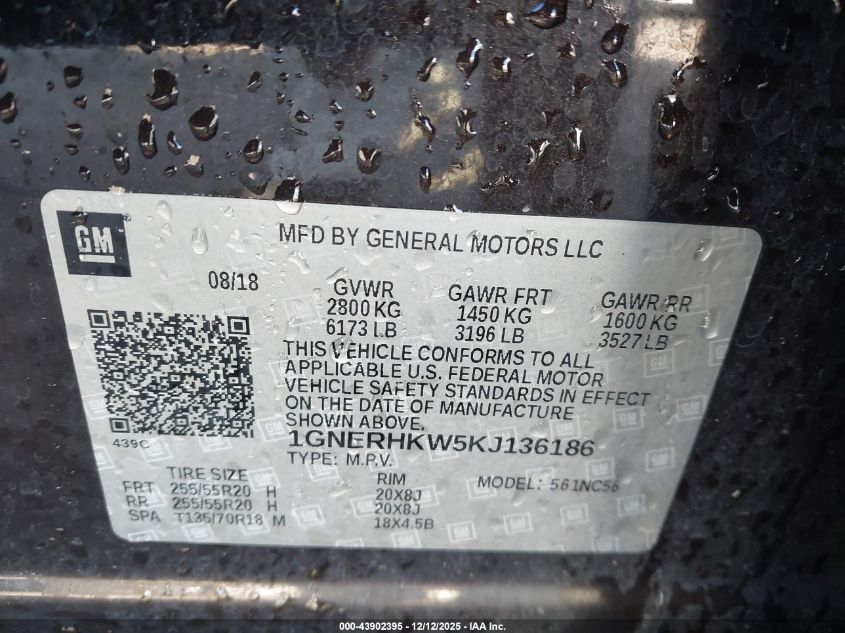 GM
MFD BY GENERAL MOTORS LLC
08/18
GVWR GAWR FRT GAWR RR
2800 KG 1450 KG 1600 KG
6173 LB 3196 LB 3527 LB
THIS VEHICLE CONFORMS TO ALL
APPLICABLE U.S. FEDERAL MOTOR
VEHICLE SAFETY STANDARDS IN EFFECT
ON THE DATE OF MANUFACTURE
SHOWN ABOVE.
439C
1GNERHKW5KJ136186
TYPE: M.P.V.
TIRE SIZE RIM MODEL: 561NC56
FRT 255/55R20 H 20X8J
RR 255/55R20 H 20X8J
SPA T135/70R18 M 18X4.5B
000-43902395 - 12/12/2025 - IAA Inc.